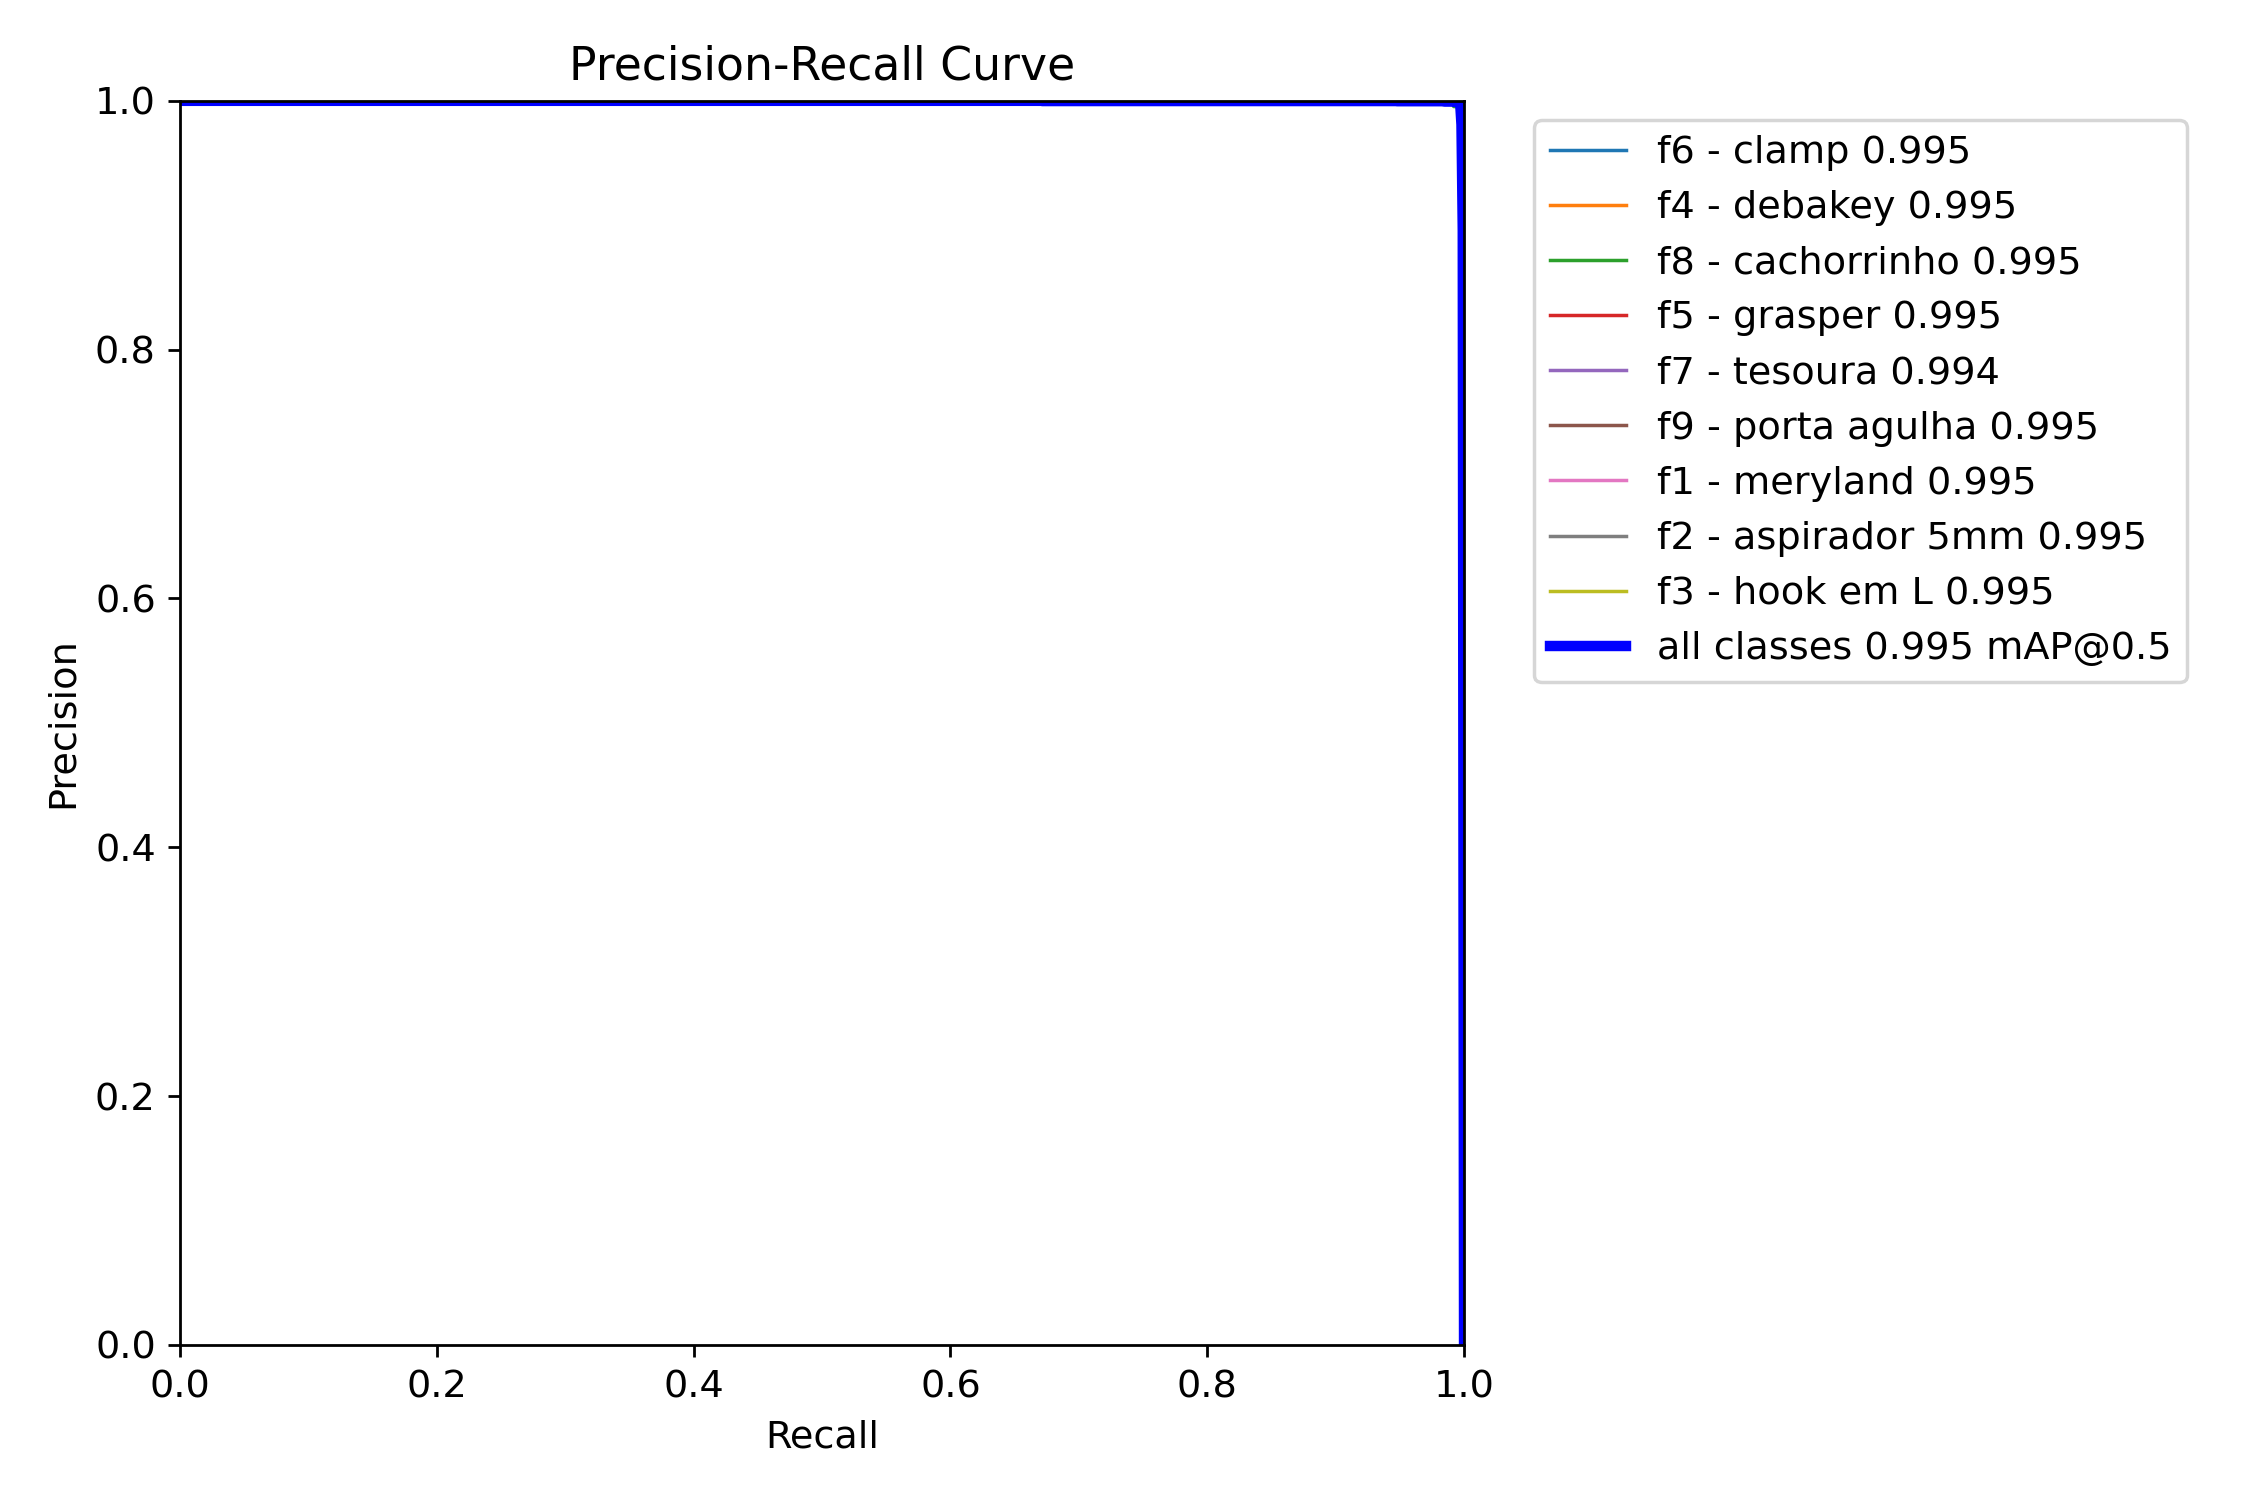 Precision-Recall Curve
1.0
0.8
0.6
0.4
0.2
0.0
Precision
0.0 0.2 0.4 0.6 0.8 1.0
Recall
f6 - clamp 0.995
f4 - debakey 0.995
f8 - cachorrinho 0.995
f5 - grasper 0.995
f7 - tesoura 0.994
f9 - porta agulha 0.995
f1 - meryland 0.995
f2 - aspirador 5mm 0.995
f3 - hook em L 0.995
all classes 0.995 mAP@0.5